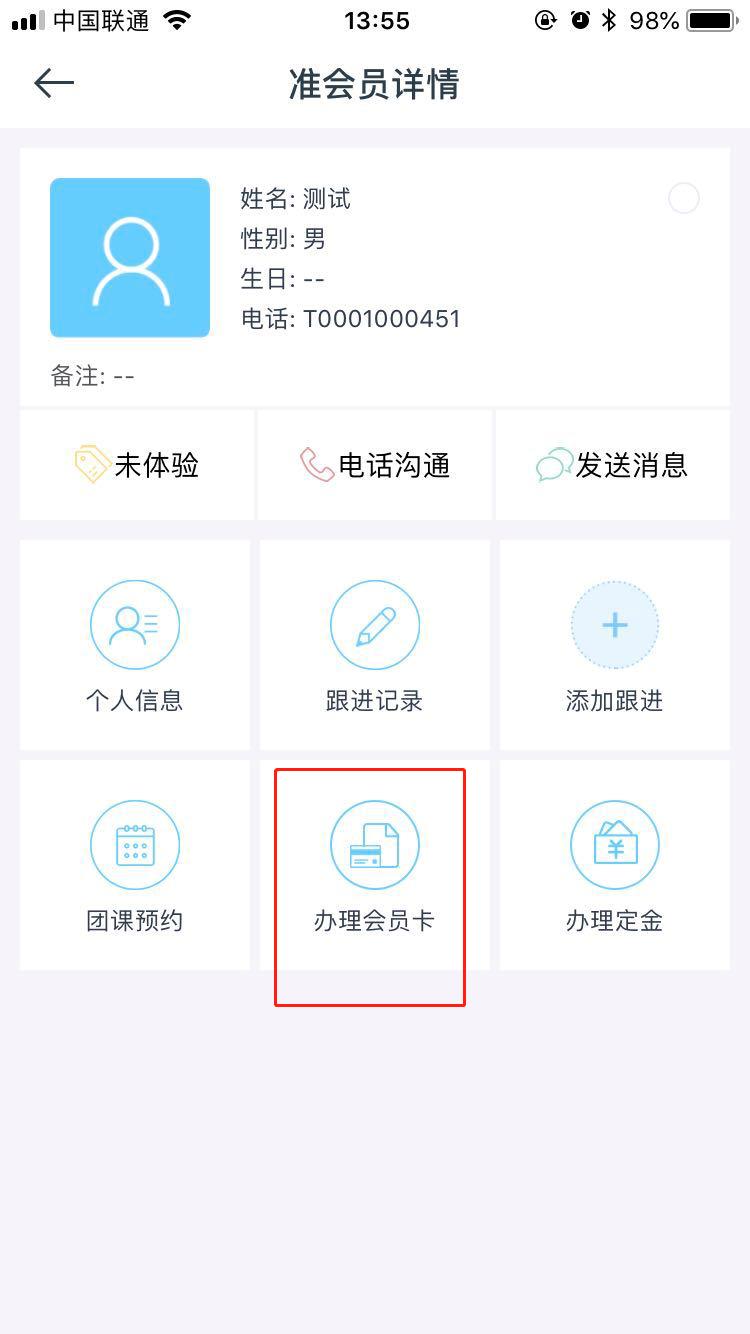 中国联通 13:55 98%
准会员详情
姓名: 测试
性别: 男
生日: --
电话: T0001000451
备注: --
未体验 电话沟通 发送消息
个人信息 跟进记录 添加跟进
团课预约 办理会员卡 办理定金